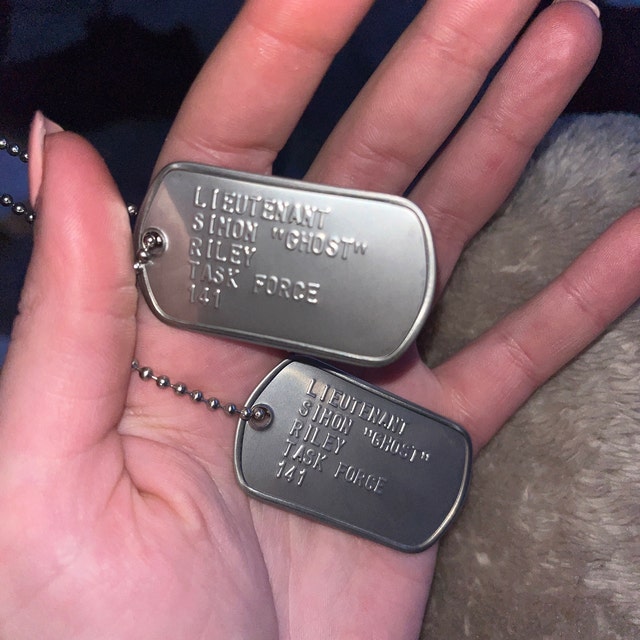 LIEUTENANT
SIMON "GHOST"
RILEY
TASK FORCE
141
LIEUTENANT
SIMON "GHOST"
RILEY
TASK FORCE
141